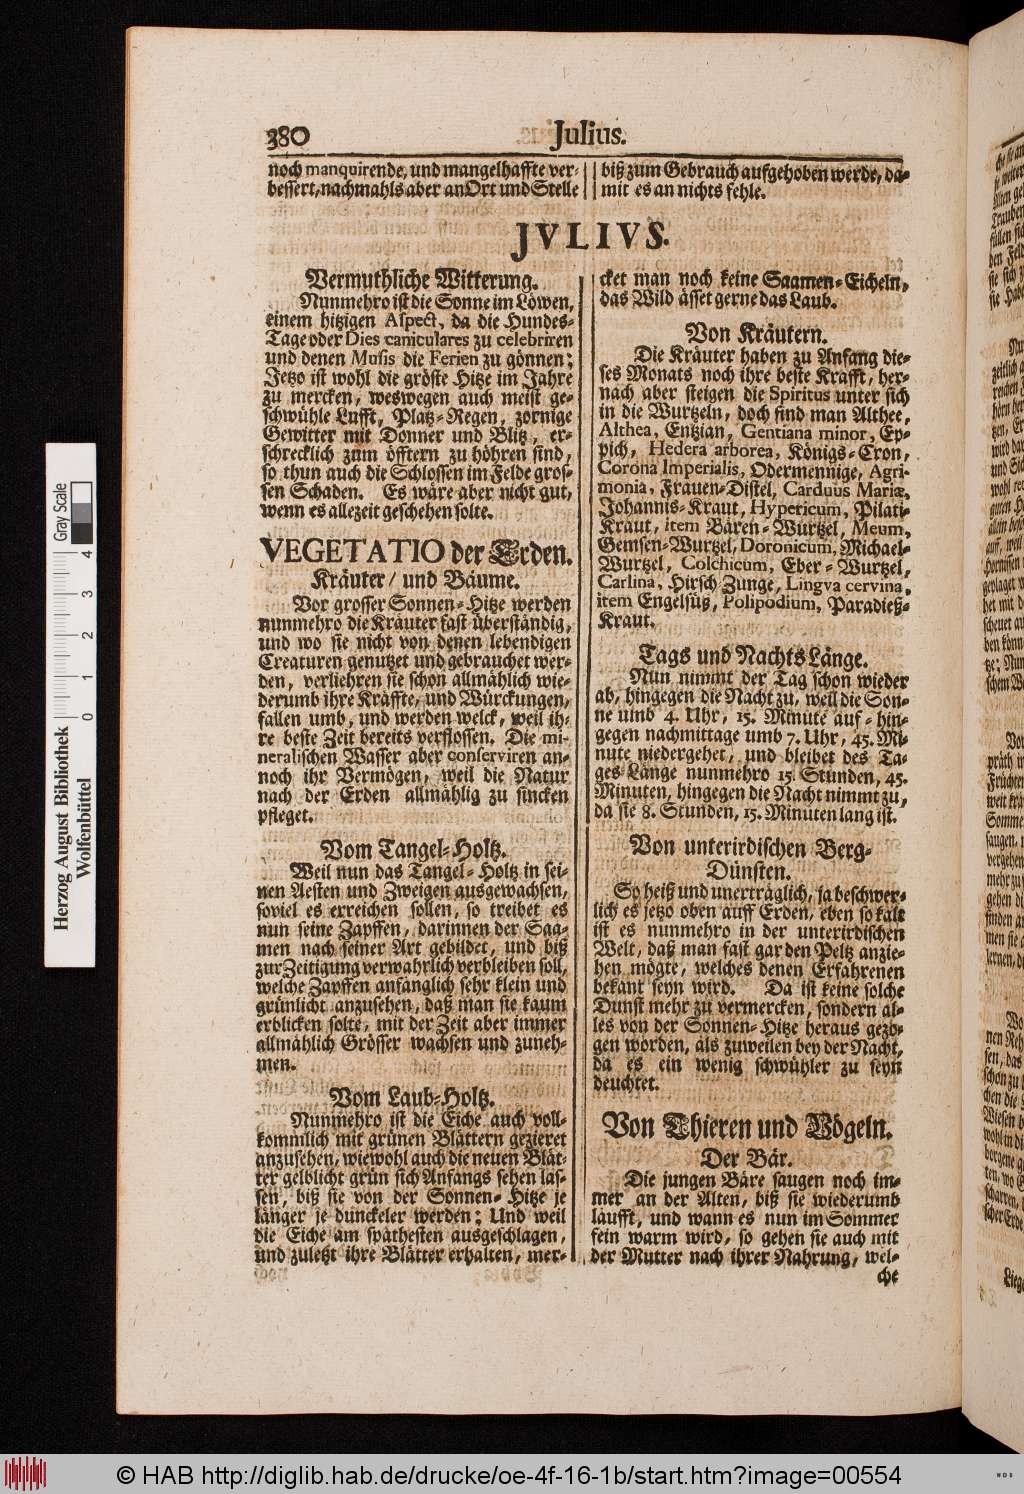 380 Julius.
noch manquirende, und mangelhaffte ver-
bessert, nachmahls aber an Ort und Stelle
biß zum Gebrauch aufgehoben werde, da-
mit es an nichts fehle.
JVLIVS.
Vermuthliche Witterung.
Nunmehro ist die Sonne im Löwen,
einem hitzigen Aspect, da die Hundes-
Tage oder Dies caniculares zu celebriren
und denen Musis die Ferien zu gönnen;
Jetzo ist wohl die gröste Hitze im Jahre
zu mercken, weswegen auch meist ge-
schwühle Lufft, Platz-Regen, zornige
Gewitter mit Donner und Blitz, er-
schrecklich zum öfftern zu höhren sind,
so thun auch die Schlossen im Felde gros-
sen Schaden. Es wäre aber nicht gut,
wenn es allezeit geschehen solte.
VEGETATIO der Erden.
Kräuter/ und Bäume.
Vor grosser Sonnen-Hitze werden
nunmehro die Kräuter fast überständig,
und wo sie nicht von denen lebendigen
Creaturen genutzet und gebrauchet wer-
den, verliehren sie schon allmählich wie-
derumb ihre Kräffte, und Würckungen,
fallen umb, und werden welck, weil ih-
re beste Zeit bereits verflossen. Die mi-
neralischen Wasser aber conserviren an-
noch ihr Vermögen, weil die Natur
nach der Erden allmählig zu sincken
pfleget.
Vom Tangel-Holtz.
Weil nun das Tangel-Holtz in sei-
nen Aesten und Zweigen ausgewachsen,
soviel es erreichen sollen, so treibet es
nun seine Zapffen, darinnen der Saa-
men nach seiner Art gebildet, und biß
zur Zeitigung verwahrlich verbleiben soll,
welche Zapffen anfänglich sehr klein und
grünlicht anzusehen, daß man sie kaum
erblicken solte, mit der Zeit aber immer
allmählich Grösser wachsen und zuneh-
men.
Vom Laub-Holtz.
Nunmehro ist die Eiche auch voll-
kommlich mit grünen Blättern gezieret
anzusehen, wiewohl auch die neuen Blät-
ter gelblicht grün sich Anfangs sehen las-
sen, biß sie von der Sonnen-Hitze je
länger je dunckeler werden; Und weil
die Eiche am späthesten ausgeschlagen,
und zuletzt ihre Blätter erhalten, mer-
cket man noch keine Saamen-Eicheln,
das Wild ässet gerne das Laub.
Von Kräutern.
Die Kräuter haben zu Anfang die-
ses Monats noch ihre beste Krafft, her-
nach aber steigen die Spiritus unter sich
in die Wurtzeln, doch find man Althee,
Althea, Entzian, Gentiana minor, Ep-
pich, Hedera arborea, Königs-Cron,
Corona Imperialis, Odermennige, Agri-
monia, Frauen-Distel, Carduus Mariæ,
Johannis-Kraut, Hypericum, Pilati-
Kraut, item Bären-Wurtzel, Meum,
Gemsen-Wurtzel, Doronicum, Michael-
Wurtzel, Colchicum, Eber-Wurtzel,
Carlina, Hirsch Zunge, Lingva cervina,
item Engelsüß, Polipodium, Paradieß-
Kraut.
Tags und Nachts Länge.
Nun nimmt der Tag schon wieder
ab, hingegen die Nacht zu, weil die Son-
ne umb 4. Uhr, 15. Minute auf-hin-
gegen nachmittage umb 7. Uhr, 45. Mi-
nute niedergehet, und bleibet des Ta-
ges Länge nunmehro 15. Stunden, 45.
Minuten, hingegen die Nacht nimmt zu,
da sie 8. Stunden, 15. Minuten lang ist.
Von unterirdischen Berg-
Dünsten.
So heiß und unerträglich, ja beschwer-
lich es jetzo oben auff Erden, eben so kalt
ist es nunmehro in der unterirdischen
Welt, daß man fast gar den Peltz anzie-
hen mögte, welches denen Erfahrenen
bekant seyn wird. Da ist keine solche
Dunst mehr zu vermercken, sondern al-
les von der Sonnen-Hitze heraus gezo-
gen worden, als zuweilen bey der Nacht,
da es ein wenig schwühler zu seyn
deuchtet.
Von Thieren und Vögeln.
Der Bär.
Die jungen Bäre saugen noch im-
mer an der Alten, biß sie wiederumb
läufft, und wann es nun im Sommer
fein warm wird, so gehen sie auch mit
der Mutter nach ihrer Nahrung, wel-
che
Herzog August Bibliothek
Wolfenbüttel
0 1 2 3 4
Gray Scale
© HAB http://diglib.hab.de/drucke/oe-4f-16-1b/start.htm?image=00554